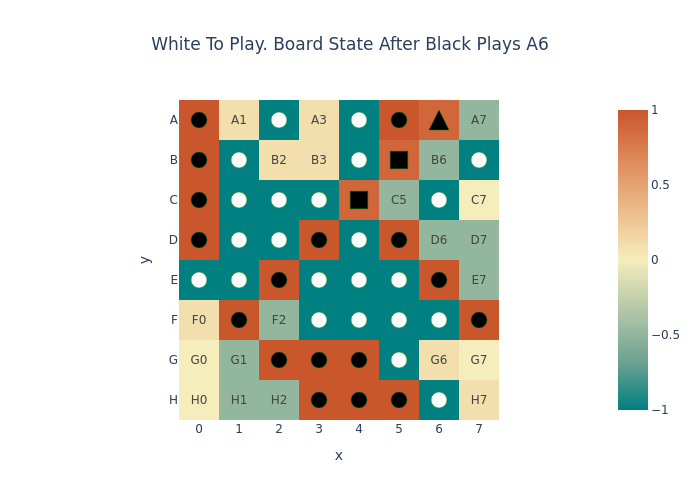 White To Play. Board State After Black Plays A6
A A1 A3 A7 1
B B2 B3 B6
C C5 C7 0.5
D D6 D7
y E E7 0
F F0 F2
G G0 G1 G6 G7 −0.5
H H0 H1 H2 H7 −1
0 1 2 3 4 5 6 7
x